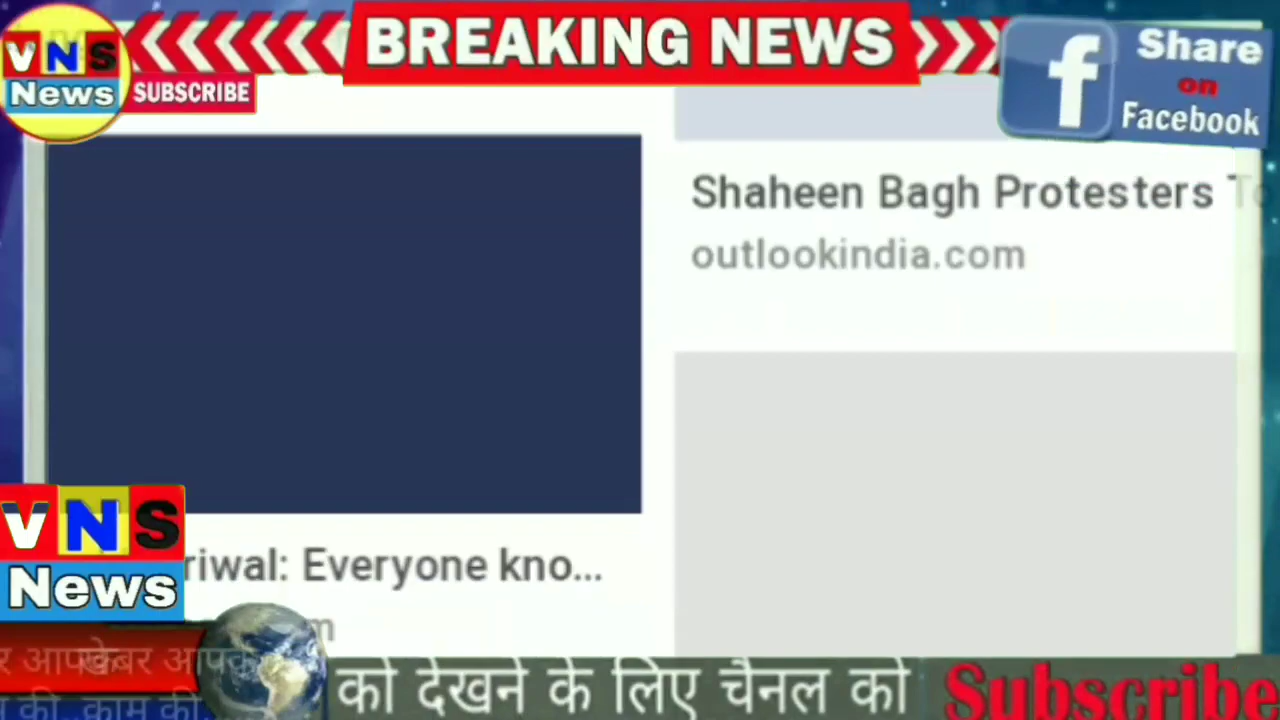 VNS
News
SUBSCRIBE
BREAKING NEWS
Share
on
Facebook
Shaheen Bagh Protesters To
outlookindia.com
VNS
News
riwal: Everyone kno...
m
को देखने के लिए चैनल को
Subscribe